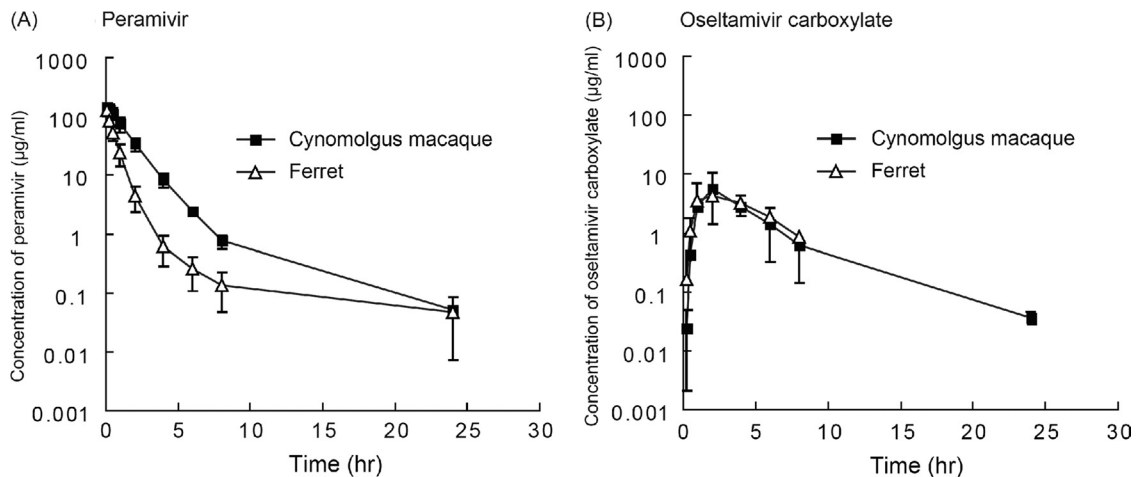 (A) Peramivir
Concentration of peramivir (µg/ml)
1000
100
10
1
0.1
0.01
0.001
Cynomolgus macaque
Ferret
0 5 10 15 20 25 30
Time (hr)
(B) Oseltamivir carboxylate
Concentration of oseltamivir carboxylate (µg/ml)
1000
100
10
1
0.1
0.01
0.001
Cynomolgus macaque
Ferret
0 5 10 15 20 25 30
Time (hr)